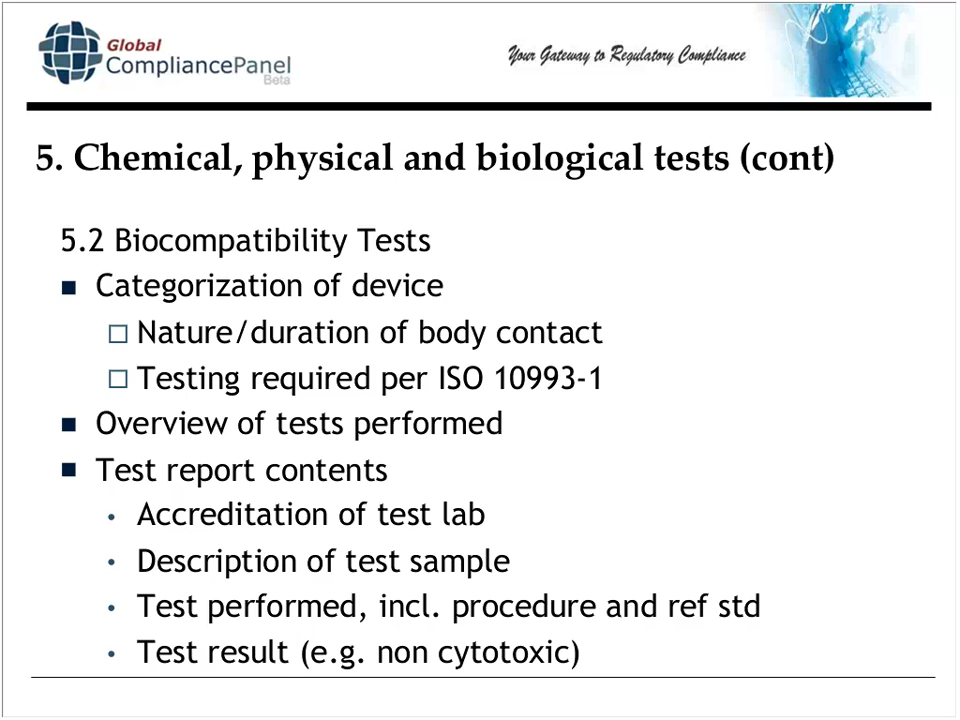 Global
CompliancePanel
Beta
Your Gateway to Regulatory Compliance
5. Chemical, physical and biological tests (cont)
5.2 Biocompatibility Tests
Categorization of device
Nature/duration of body contact
Testing required per ISO 10993-1
Overview of tests performed
Test report contents
Accreditation of test lab
Description of test sample
Test performed, incl. procedure and ref std
Test result (e.g. non cytotoxic)